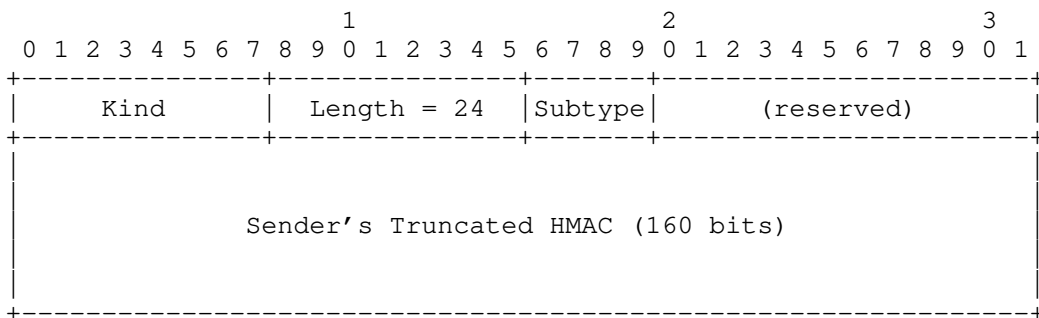 1 2 3
0 1 2 3 4 5 6 7 8 9 0 1 2 3 4 5 6 7 8 9 0 1 2 3 4 5 6 7 8 9 0 1
Kind | Length = 24 |Subtype| (reserved)
Sender's Truncated HMAC (160 bits)